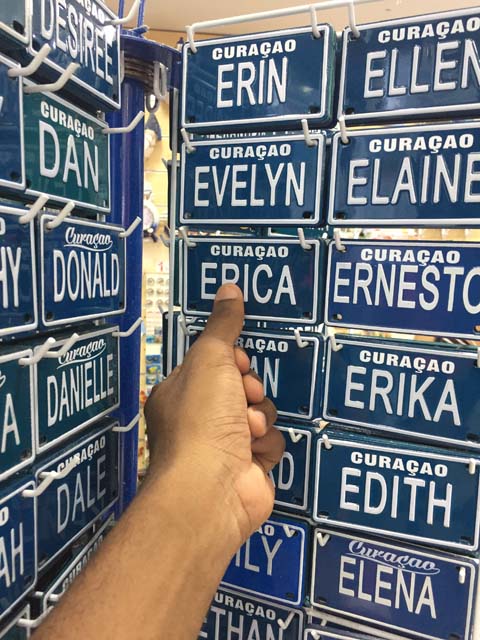 DESIREE
CURAÇAO
DAN
Curaçao
DONALD
Curaçao
DANIELLE
DALE
CURAÇAO
ERIN
CURAÇAO
EVELYN
CURAÇAO
ERICA
CURAÇAO
ELLEN
CURAÇAO
ELAINE
CURAÇAO
ERNESTO
CURAÇAO
ERIKA
CURAÇAO
EDITH
Curaçao
ELENA
CURAÇAO
ETHAN